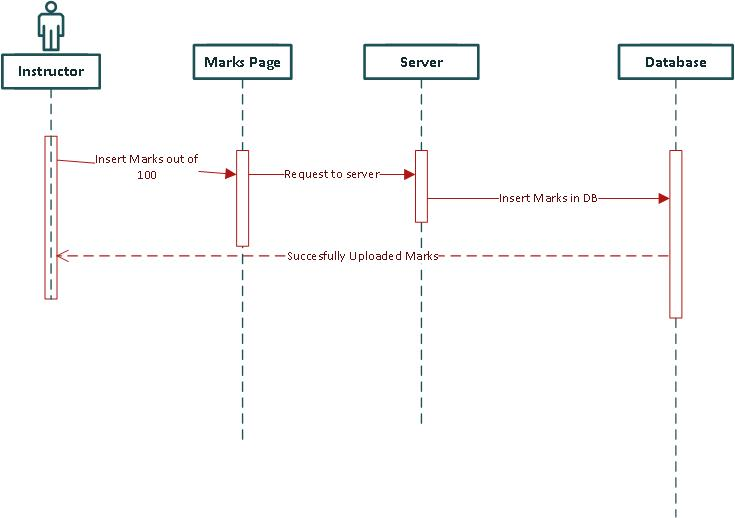 Instructor
Marks Page
Server
Database
Insert Marks out of
100
Request to server
Insert Marks in DB
Succesfully Uploaded Marks